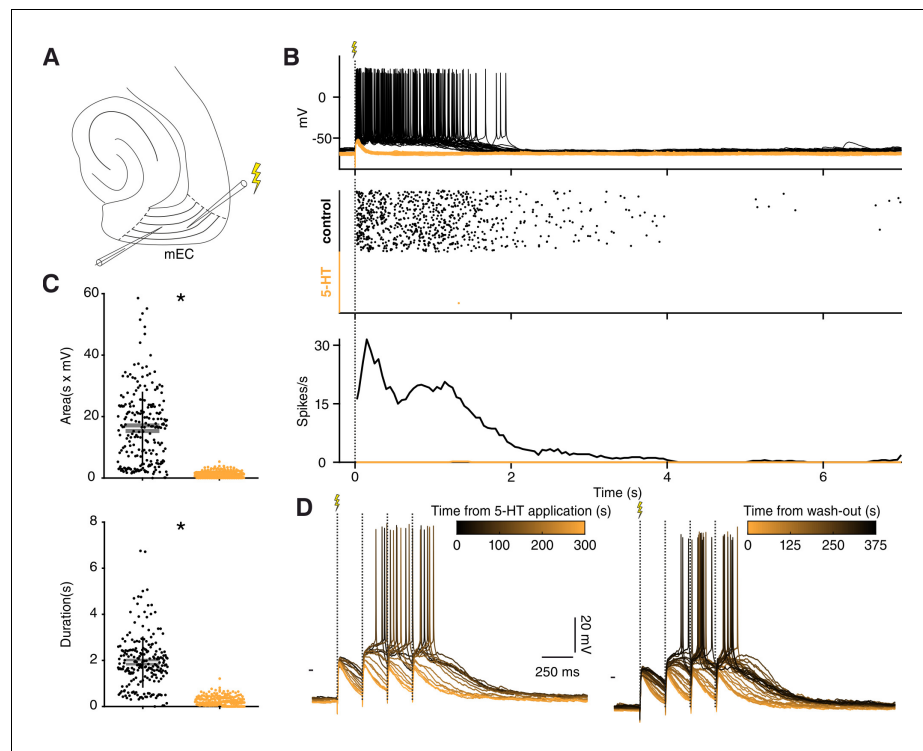 A
mEC
B
mV
0
-50
control
5-HT
Spikes/s
30
15
0
0
2
4
6
Time (s)
C
*
Area(s x mV)
60
40
20
0
*
Duration(s)
8
6
4
2
0
D
Time from 5-HT application (s)
0 100 200 300
20 mV
250 ms
Time from wash-out (s)
0 125 250 375